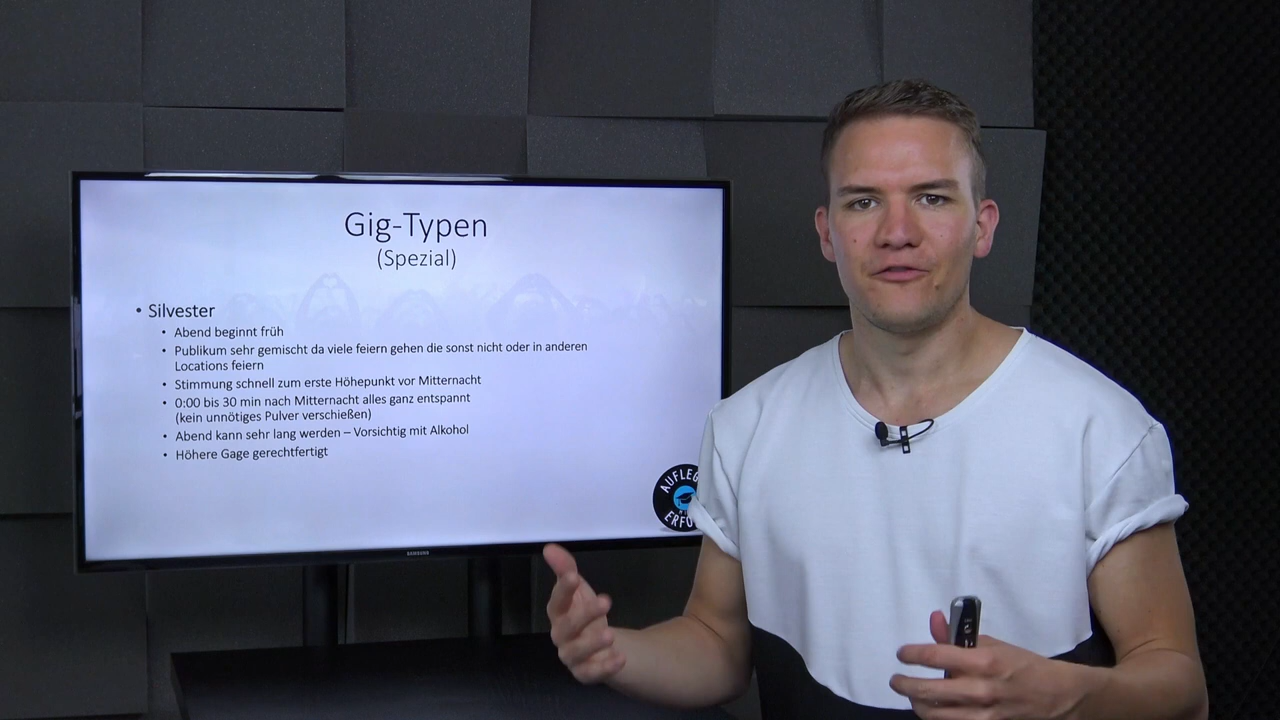 Gig-Typen
(Spezial)
• Silvester
• Abend beginnt früh
• Publikum sehr gemischt da viele feiern gehen die sonst nicht oder in anderen
Locations feiern
• Stimmung schnell zum erste Höhepunkt vor Mitternacht
• 0:00 bis 30 min nach Mitternacht alles ganz entspannt
(kein unnötiges Pulver verschießen)
• Abend kann sehr lang werden – Vorsichtig mit Alkohol
• Höhere Gage gerechtfertigt
SAMSUNG